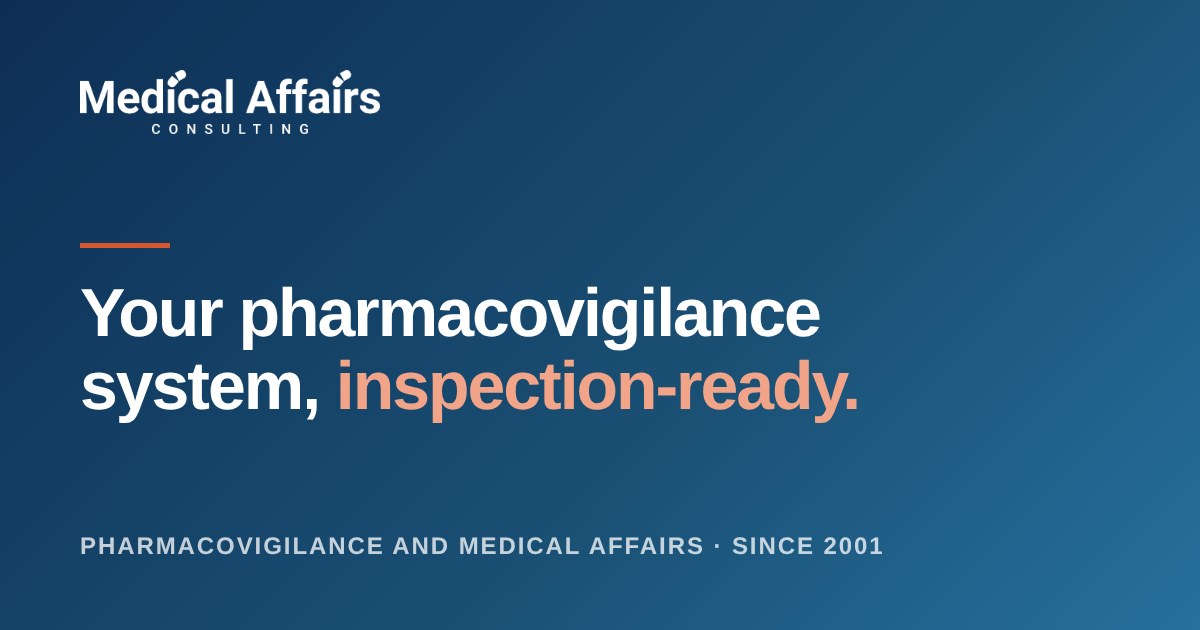 Medical Affairs
CONSULTING
Your pharmacovigilance
system, inspection-ready.
PHARMACOVIGILANCE AND MEDICAL AFFAIRS · SINCE 2001